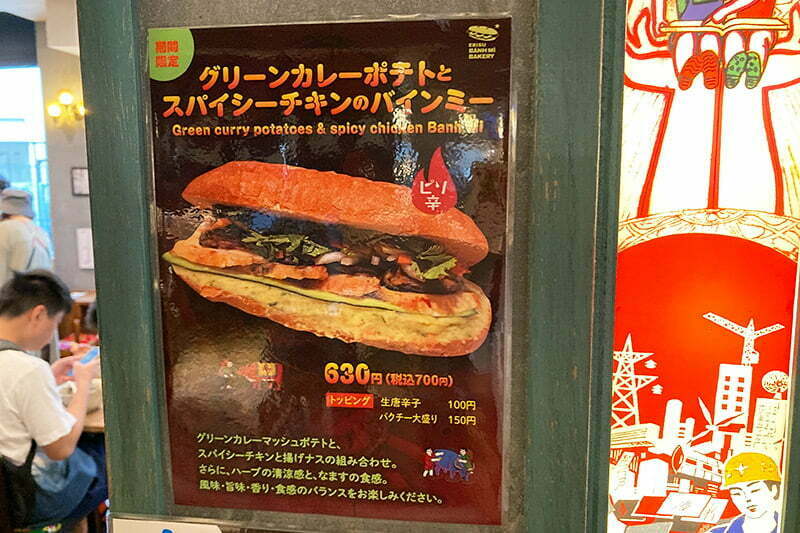 期間
限定
EBISU
BANH MI
BAKERY
グリーンカレーポテトと
スパイシーチキンのバインミー
Green curry potatoes & spicy chicken Banh Mi
ピリ
辛
630円(税込700円)
トッピング 生唐辛子 100円
パクチー大盛り 150円
グリーンカレーマッシュポテトと、
スパイシーチキンと揚げナスの組み合わせ。
さらに、ハーブの清涼感と、なますの食感。
風味・旨味・香り・食感のバランスをお楽しみください。